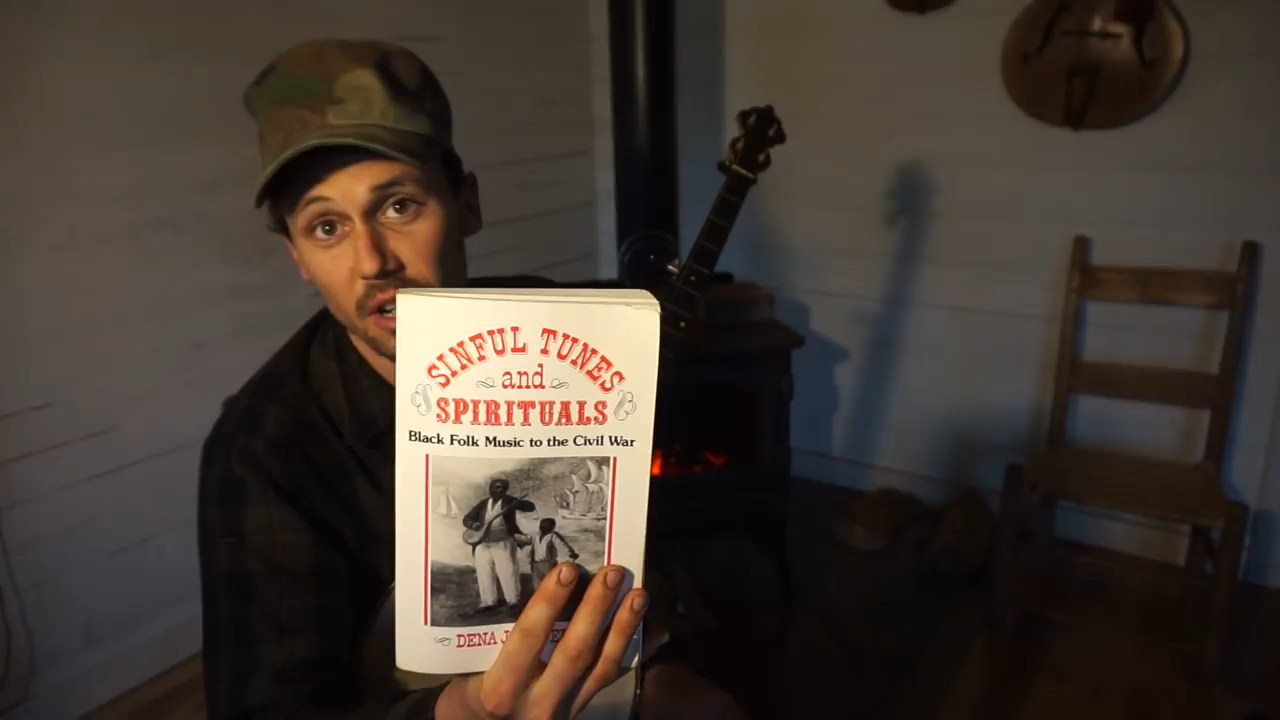 SINFUL TUNES
and
SPIRITUALS
Black Folk Music to the Civil War
DENA